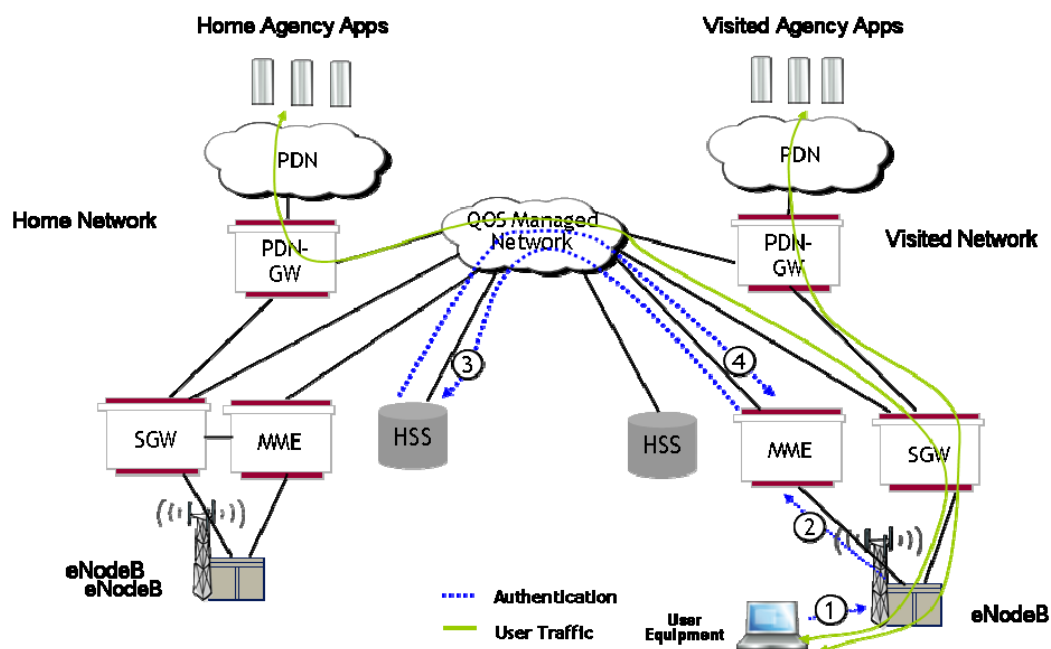 Home Agency Apps
Visited Agency Apps
PDN
PDN
Home Network
QOS Managed
Network
Visited Network
PDN-
GW
PDN-
GW
3
4
SGW
MME
HSS
HSS
MME
SGW
2
eNodeB
eNodeB
Authentication
User Traffic
User
Equipment
1
eNodeB